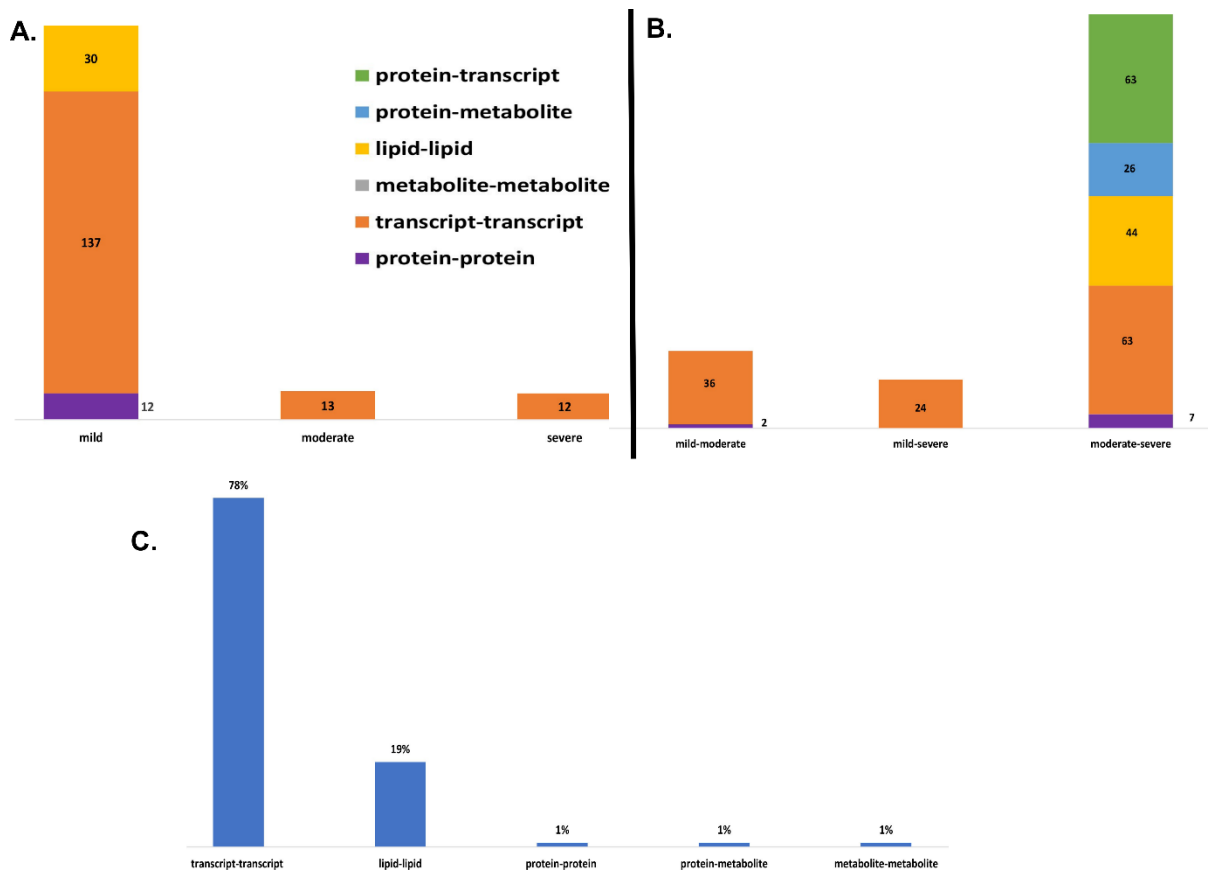 A.
30
137
12
13
12
mild
moderate
severe
protein-transcript
protein-metabolite
lipid-lipid
metabolite-metabolite
transcript-transcript
protein-protein
B.
63
26
44
63
7
36
2
24
mild-moderate
mild-severe
moderate-severe
C.
78%
19%
1%
1%
1%
transcript-transcript
lipid-lipid
protein-protein
protein-metabolite
metabolite-metabolite